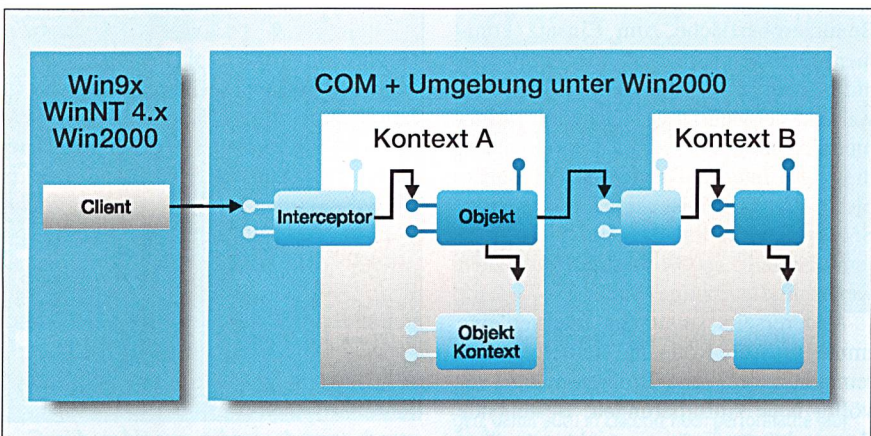 Win9x
WinNT 4.x
Win2000
Client
COM + Umgebung unter Win2000
Kontext A
Interceptor
Objekt
Objekt
Kontext
Kontext B